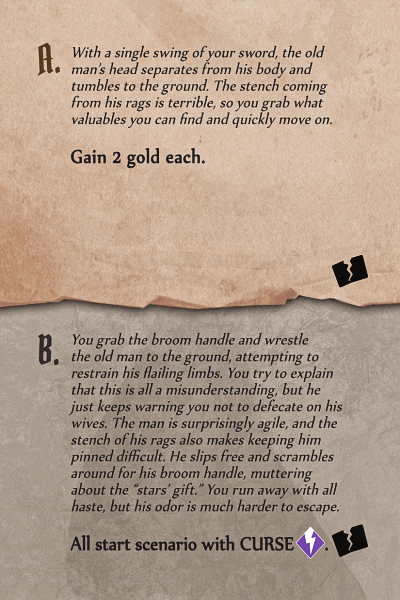 A.
With a single swing of your sword, the old
man's head separates from his body and
tumbles to the ground. The stench coming
from his rags is terrible, so you grab what
valuables you can find and quickly move on.
Gain 2 gold each.
B.
You grab the broom handle and wrestle
the old man to the ground, attempting to
restrain his flailing limbs. You try to explain
that this is all a misunderstanding, but he
just keeps warning you not to defecate on his
wives. The man is surprisingly agile, and the
stench of his rags also makes keeping him
pinned difficult. He slips free and scrambles
around for his broom handle, muttering
about the “stars’ gift.” You run away with all
haste, but his odor is much harder to escape.
All start scenario with CURSE.